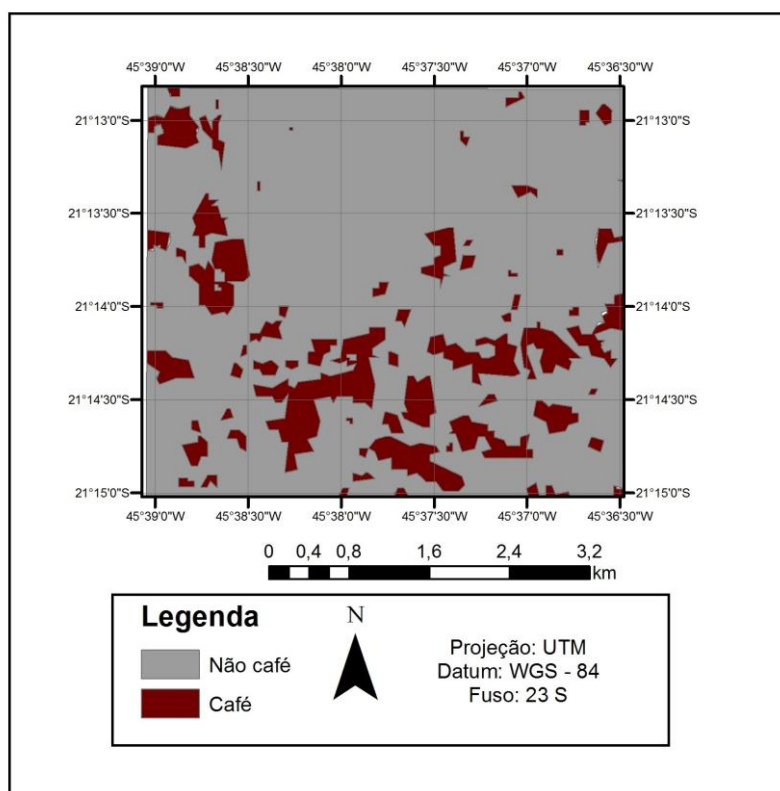 45°39'0"W 45°38'30"W 45°38'0"W 45°37'30"W 45°37'0"W 45°36'30"W
21°13'0"S 21°13'0"S
21°13'30"S 21°13'30"S
21°14'0"S 21°14'0"S
21°14'30"S 21°14'30"S
21°15'0"S 21°15'0"S
45°39'0"W 45°38'30"W 45°38'0"W 45°37'30"W 45°37'0"W 45°36'30"W
0 0,4 0,8 1,6 2,4 3,2
km
Legenda
Não café
Café
N
Projeção: UTM
Datum: WGS - 84
Fuso: 23 S